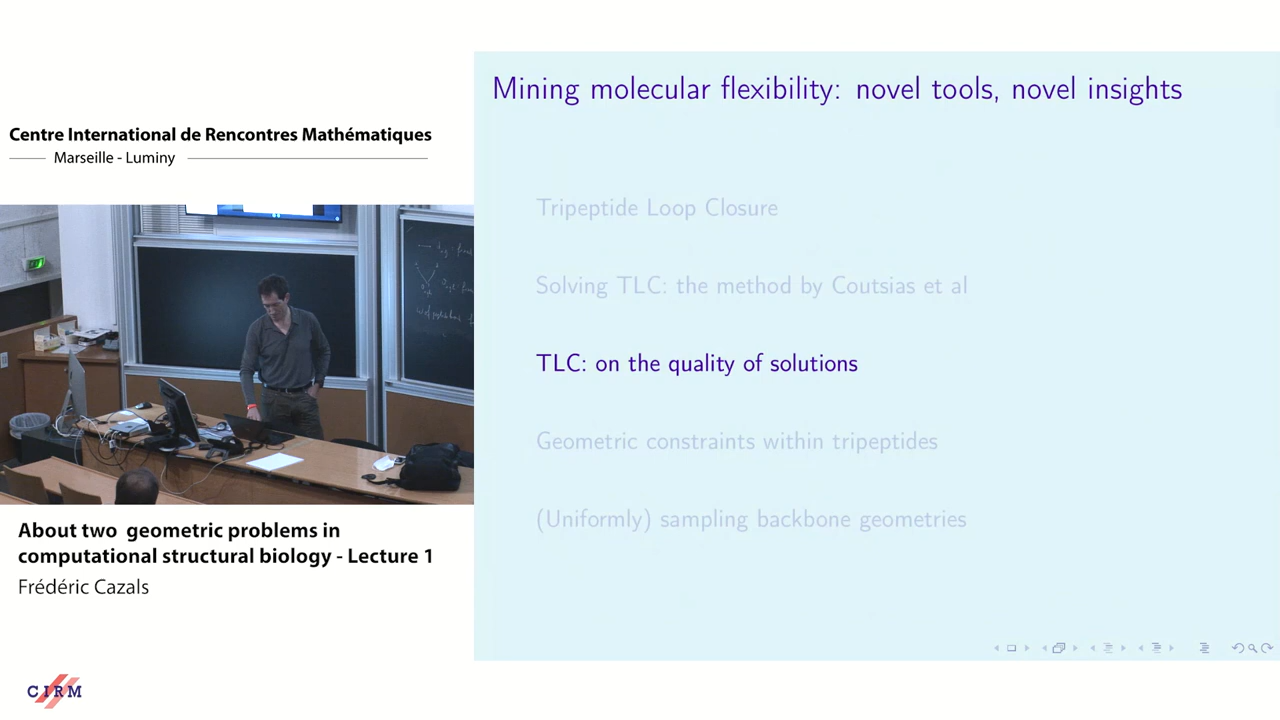 Centre International de Rencontres Mathématiques
Marseille - Luminy
About two geometric problems in
computational structural biology - Lecture 1
Frédéric Cazals
CIRM
Mining molecular flexibility: novel tools, novel insights
Tripeptide Loop Closure
Solving TLC: the method by Coutsias et al
TLC: on the quality of solutions
Geometric constraints within tripeptides
(Uniformly) sampling backbone geometries